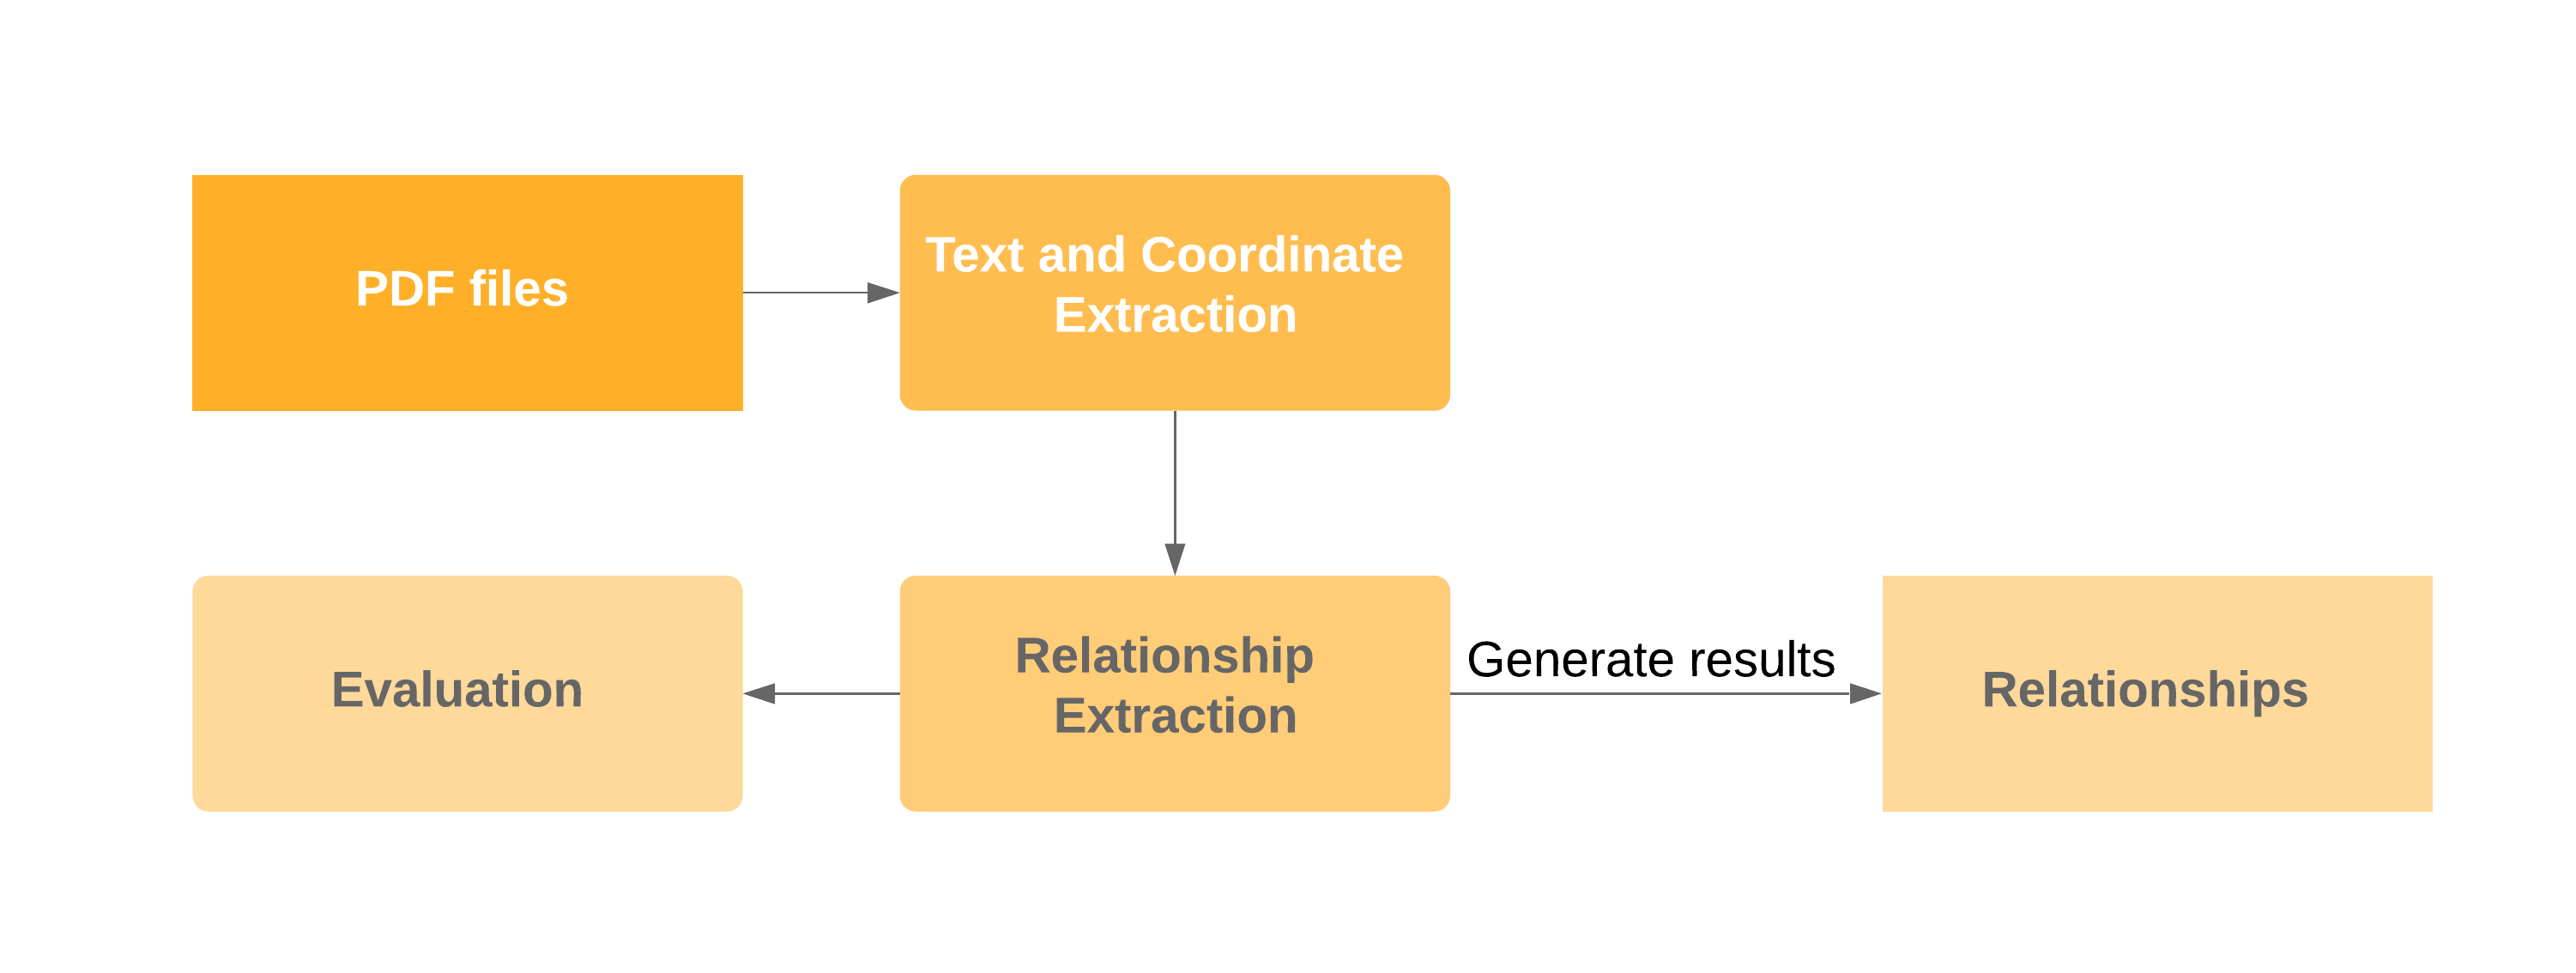 PDF files
Text and Coordinate
Extraction
Evaluation
Relationship
Extraction
Generate results
Relationships